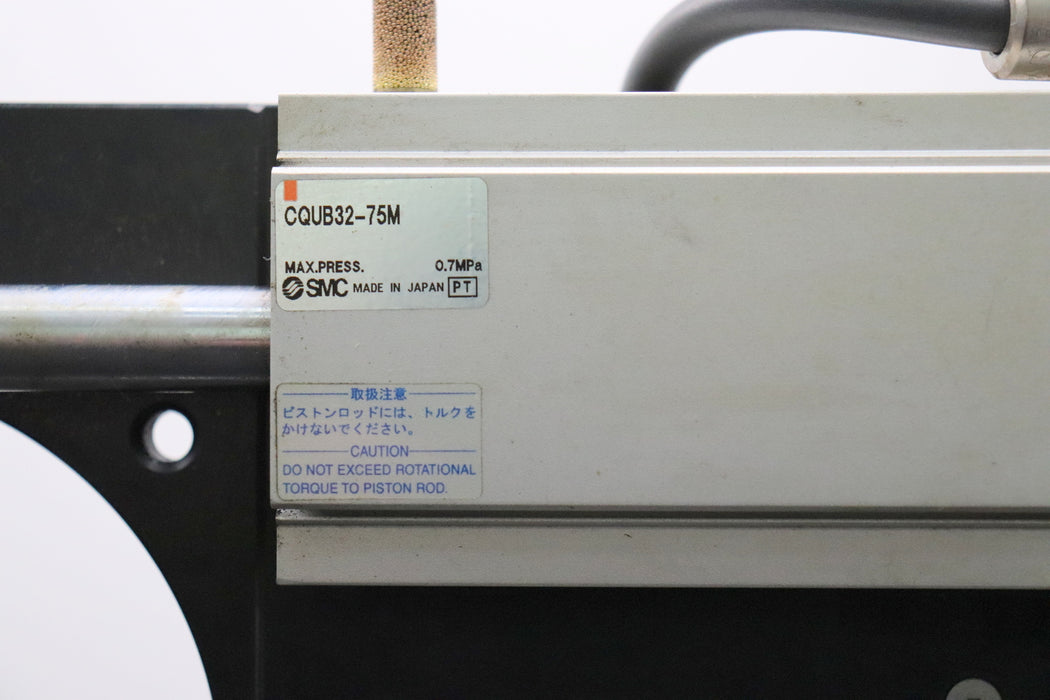 CQUB32-75M
MAX.PRESS. 0.7MPa
SMC MADE IN JAPAN PT
取扱注意
ピストンロッドには、トルクを
かけないでください。
CAUTION
DO NOT EXCEED ROTATIONAL
TORQUE TO PISTON ROD.